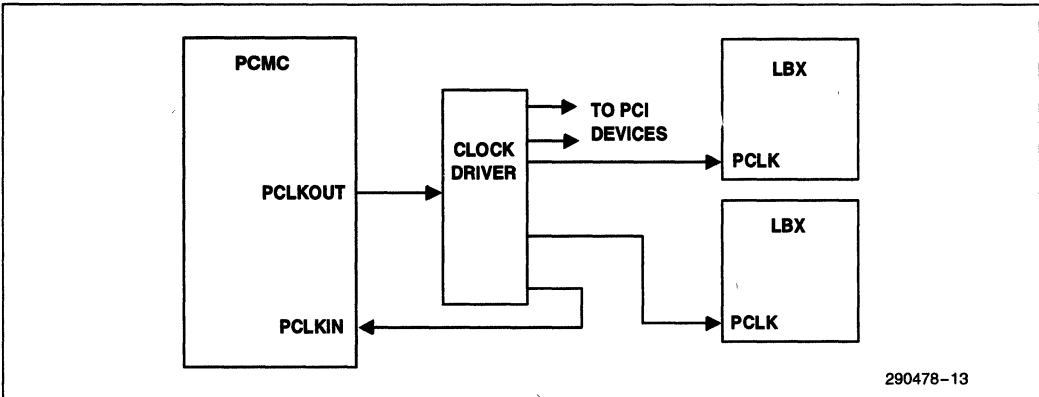 PCMC
LBX
TO PCI
DEVICES
CLOCK
DRIVER
PCLK
PCLKOUT
LBX
PCLKIN
PCLK
290478-13